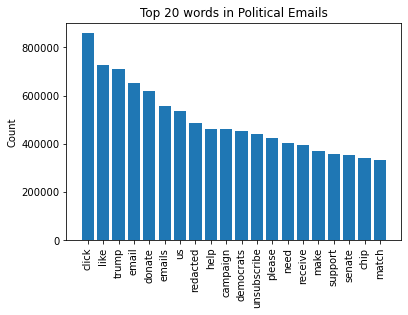 Top 20 words in Political Emails
Count
800000
600000
400000
200000
0
click
like
trump
email
donate
emails
us
redacted
help
campaign
democrats
unsubscribe
please
need
receive
make
support
senate
chip
match